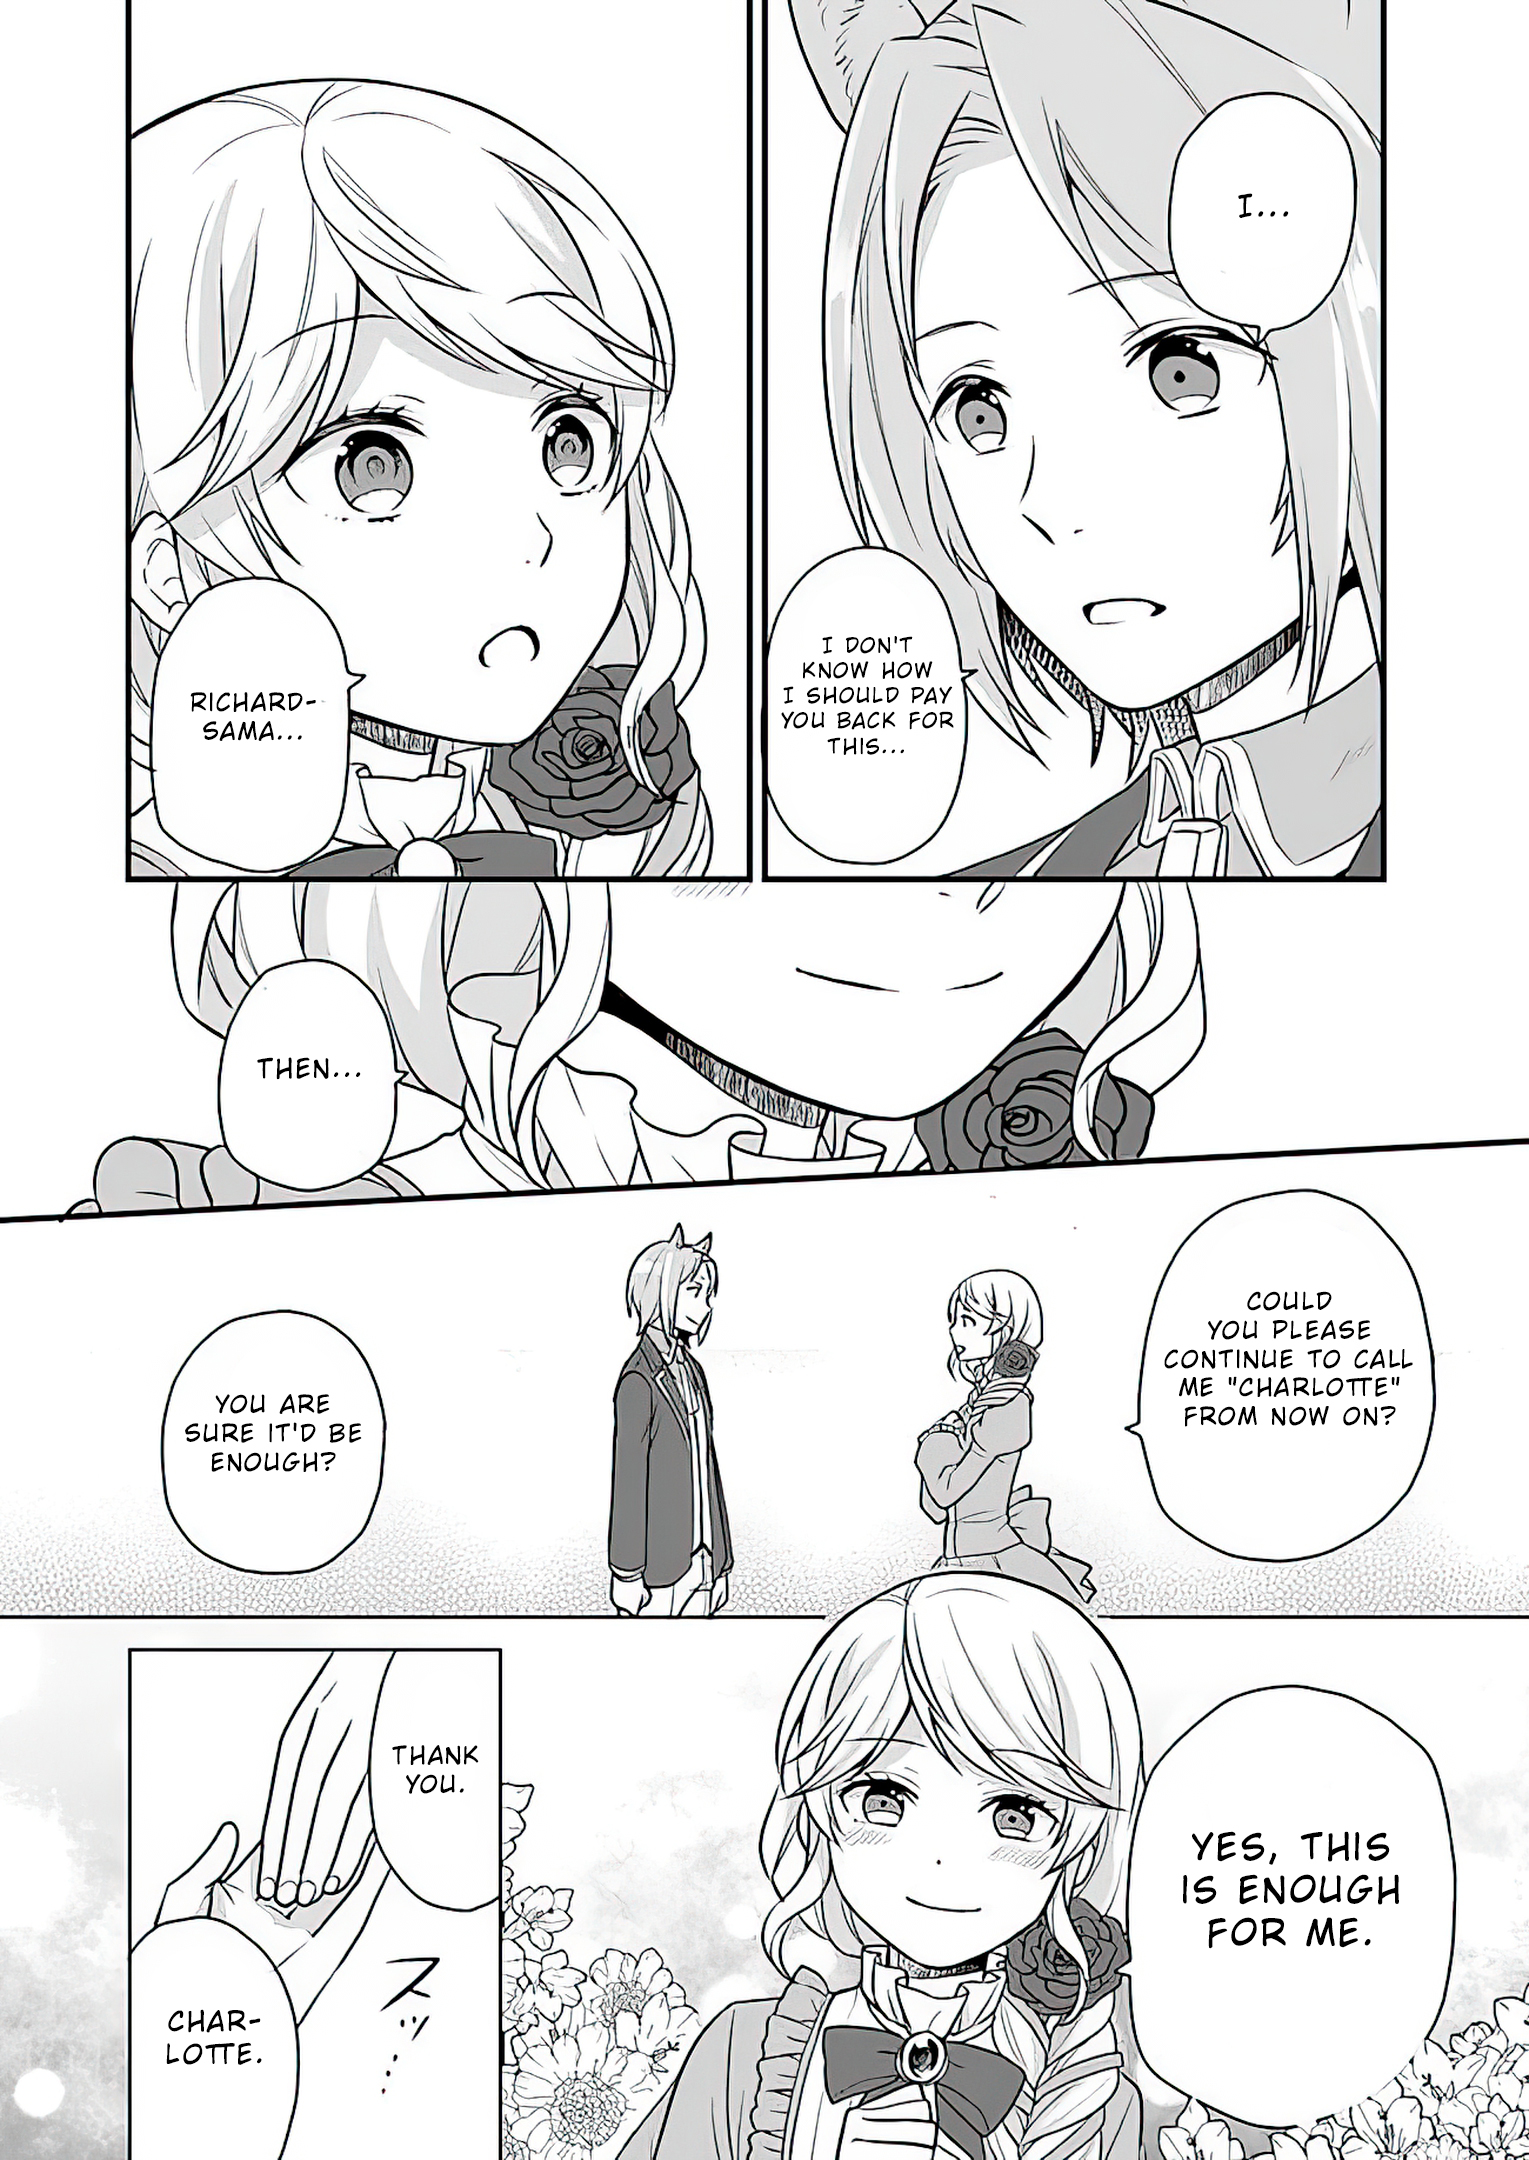 I...
I DON'T
KNOW HOW
I SHOULD PAY
YOU BACK FOR
THIS...
RICHARD-
SAMA...
THEN...
COULD
YOU PLEASE
CONTINUE TO CALL
ME "CHARLOTTE"
FROM NOW ON?
YOU ARE
SURE IT'D BE
ENOUGH?
YES, THIS
IS ENOUGH
FOR ME.
THANK
YOU.
スッ…
CHAR-
LOTTE.